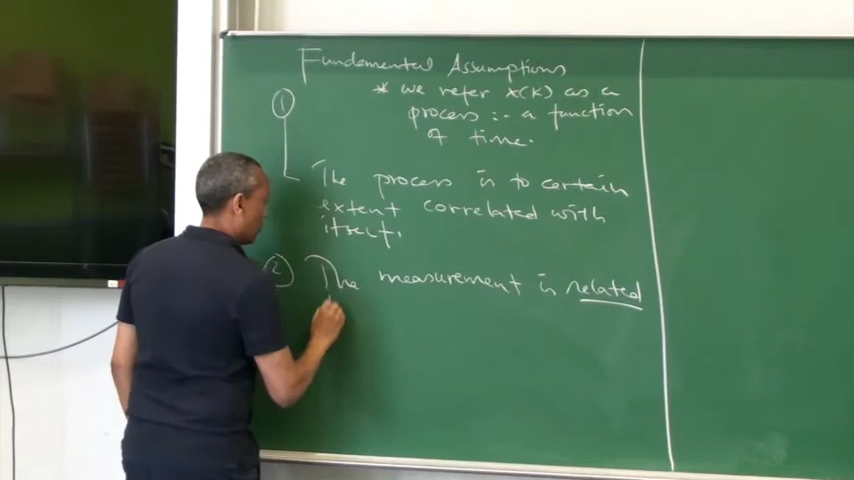 Fundamental Assumptions
* we refer x(k) as a
① process :- a function
of time.
The process is to certain
extent correlated with
itself.
② The measurement is related